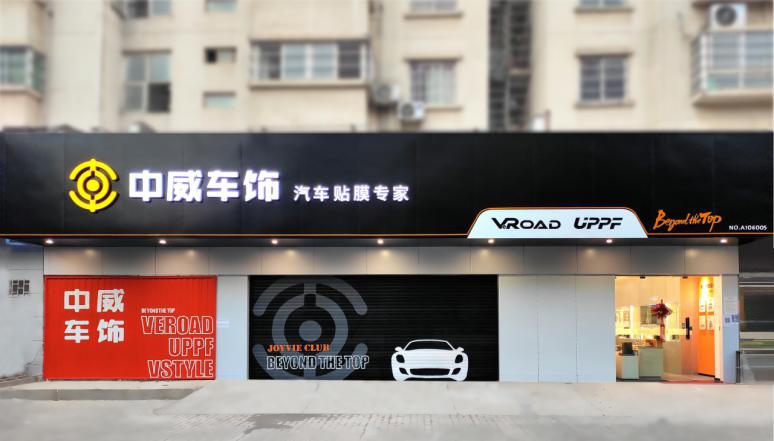 中威车饰 汽车贴膜专家
VROAD UPPF
Beyond the Top
NO.A106005
中威
车饰
BEYOND THE TOP
VEROAD
UPPF
VSTYLE
JOYVIE CLUB
BEYOND THE TOP